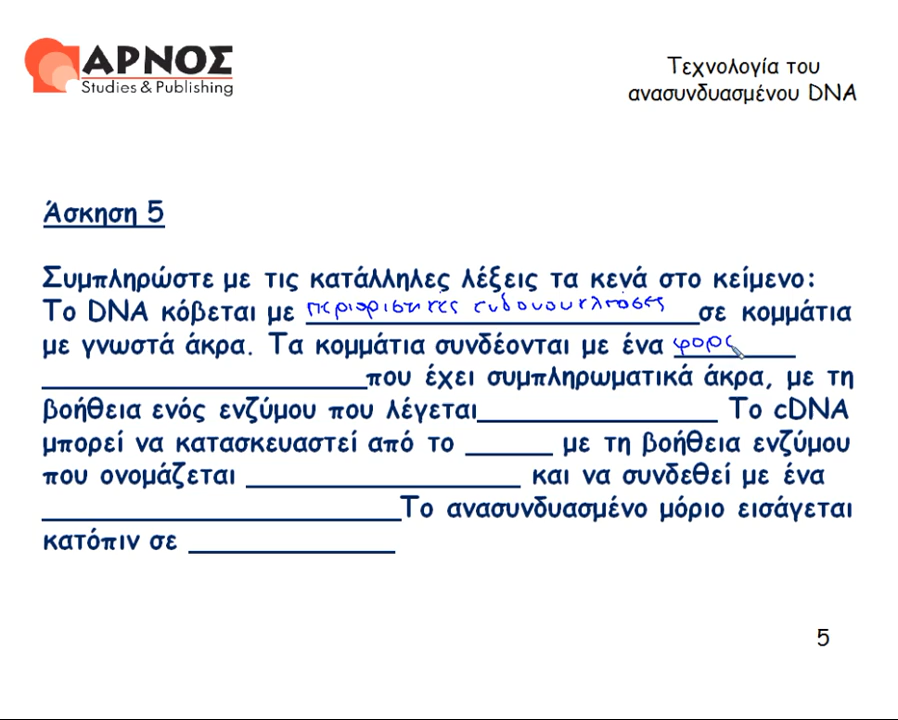 ΑΡΝΟΣ
Studies & Publishing
Τεχνολογία του
ανασυνδυασμένου DNA
Άσκηση 5
Συμπληρώστε με τις κατάλληλες λέξεις τα κενά στο κείμενο:
Το DNA κόβεται με περιοριστικές ενδονουκλεάσες σε κομμάτια
με γνωστά άκρα. Τα κομμάτια συνδέονται με ένα φορε
που έχει συμπληρωματικά άκρα, με τη
βοήθεια ενός ενζύμου που λέγεται Το cDNA
μπορεί να κατασκευαστεί από το με τη βοήθεια ενζύμου
που ονομάζεται και να συνδεθεί με ένα
Το ανασυνδυασμένο μόριο εισάγεται
κατόπιν σε
5